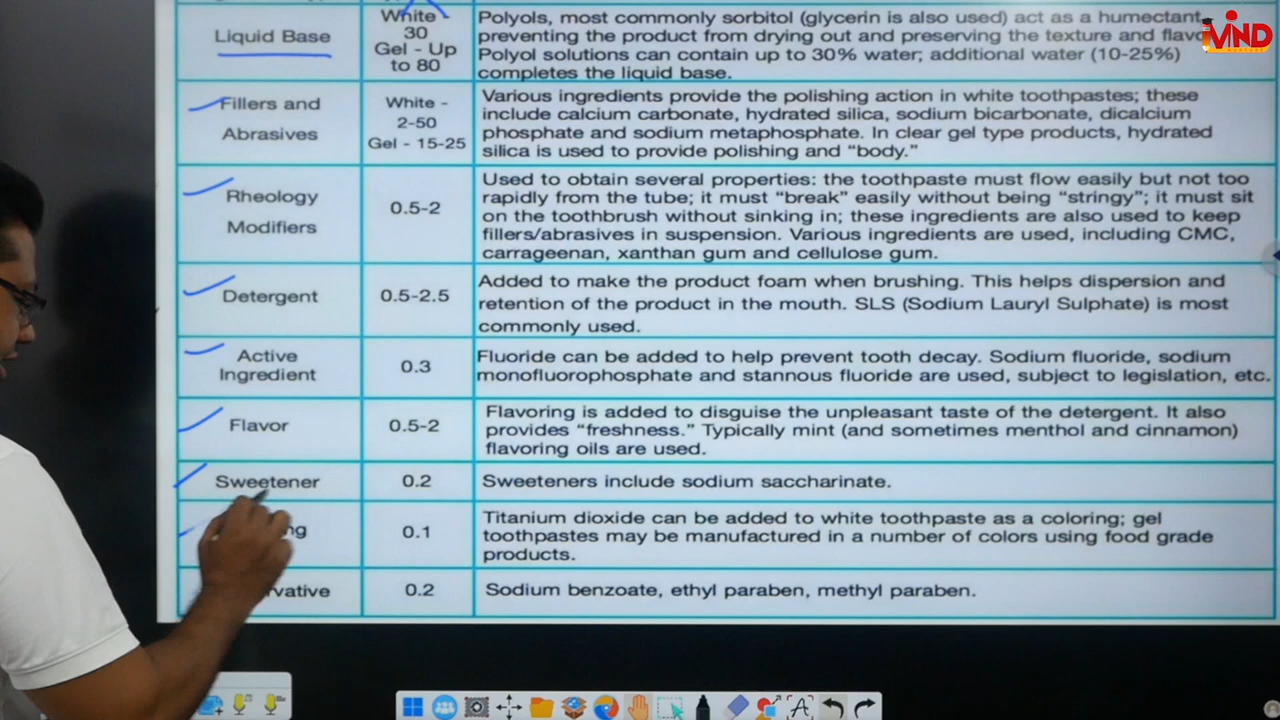 Liquid Base
White -
30
Gel - Up
to 80
Polyols, most commonly sorbitol (glycerin is also used) act as a humectant
preventing the product from drying out and preserving the texture and flavo
Polyol solutions can contain up to 30% water; additional water (10-25%)
completes the liquid base.
Fillers and
Abrasives
White -
2-50
Gel - 15-25
Various ingredients provide the polishing action in white toothpastes; these
include calcium carbonate, hydrated silica, sodium bicarbonate, dicalcium
phosphate and sodium metaphosphate. In clear gel type products, hydrated
silica is used to provide polishing and “body.”
Rheology
Modifiers
0.5-2
Used to obtain several properties: the toothpaste must flow easily but not too
rapidly from the tube; it must “break” easily without being “stringy”; it must sit
on the toothbrush without sinking in; these ingredients are also used to keep
fillers/abrasives in suspension. Various ingredients are used, including CMC,
carrageenan, xanthan gum and cellulose gum.
Detergent
0.5-2.5
Added to make the product foam when brushing. This helps dispersion and
retention of the product in the mouth. SLS (Sodium Lauryl Sulphate) is most
commonly used.
Active
Ingredient
0.3
Fluoride can be added to help prevent tooth decay. Sodium fluoride, sodium
monofluorophosphate and stannous fluoride are used, subject to legislation, etc.
Flavor
0.5-2
Flavoring is added to disguise the unpleasant taste of the detergent. It also
provides “freshness.” Typically mint (and sometimes menthol and cinnamon)
flavoring oils are used.
Sweetener
0.2
Sweeteners include sodium saccharinate.
ng
0.1
Titanium dioxide can be added to white toothpaste as a coloring; gel
toothpastes may be manufactured in a number of colors using food grade
products.
rvative
0.2
Sodium benzoate, ethyl paraben, methyl paraben.
VIND